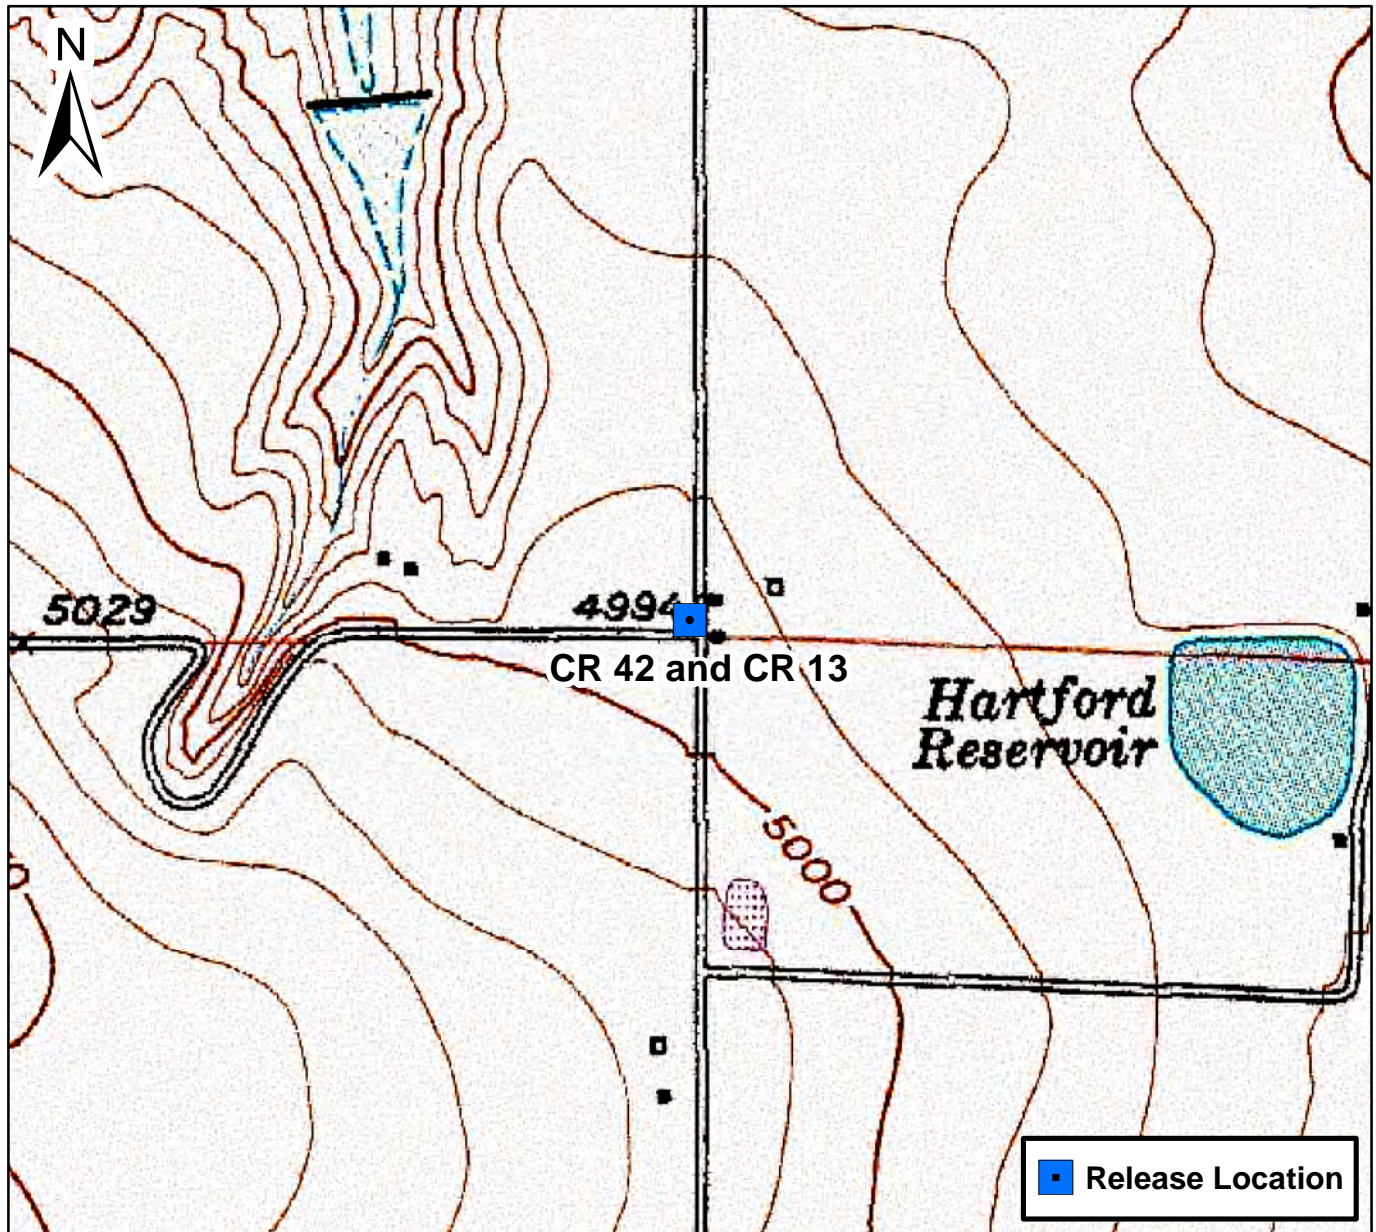 N
5029
4994
CR 42 and CR 13
Hartford
Reservoir
5000
Release Location